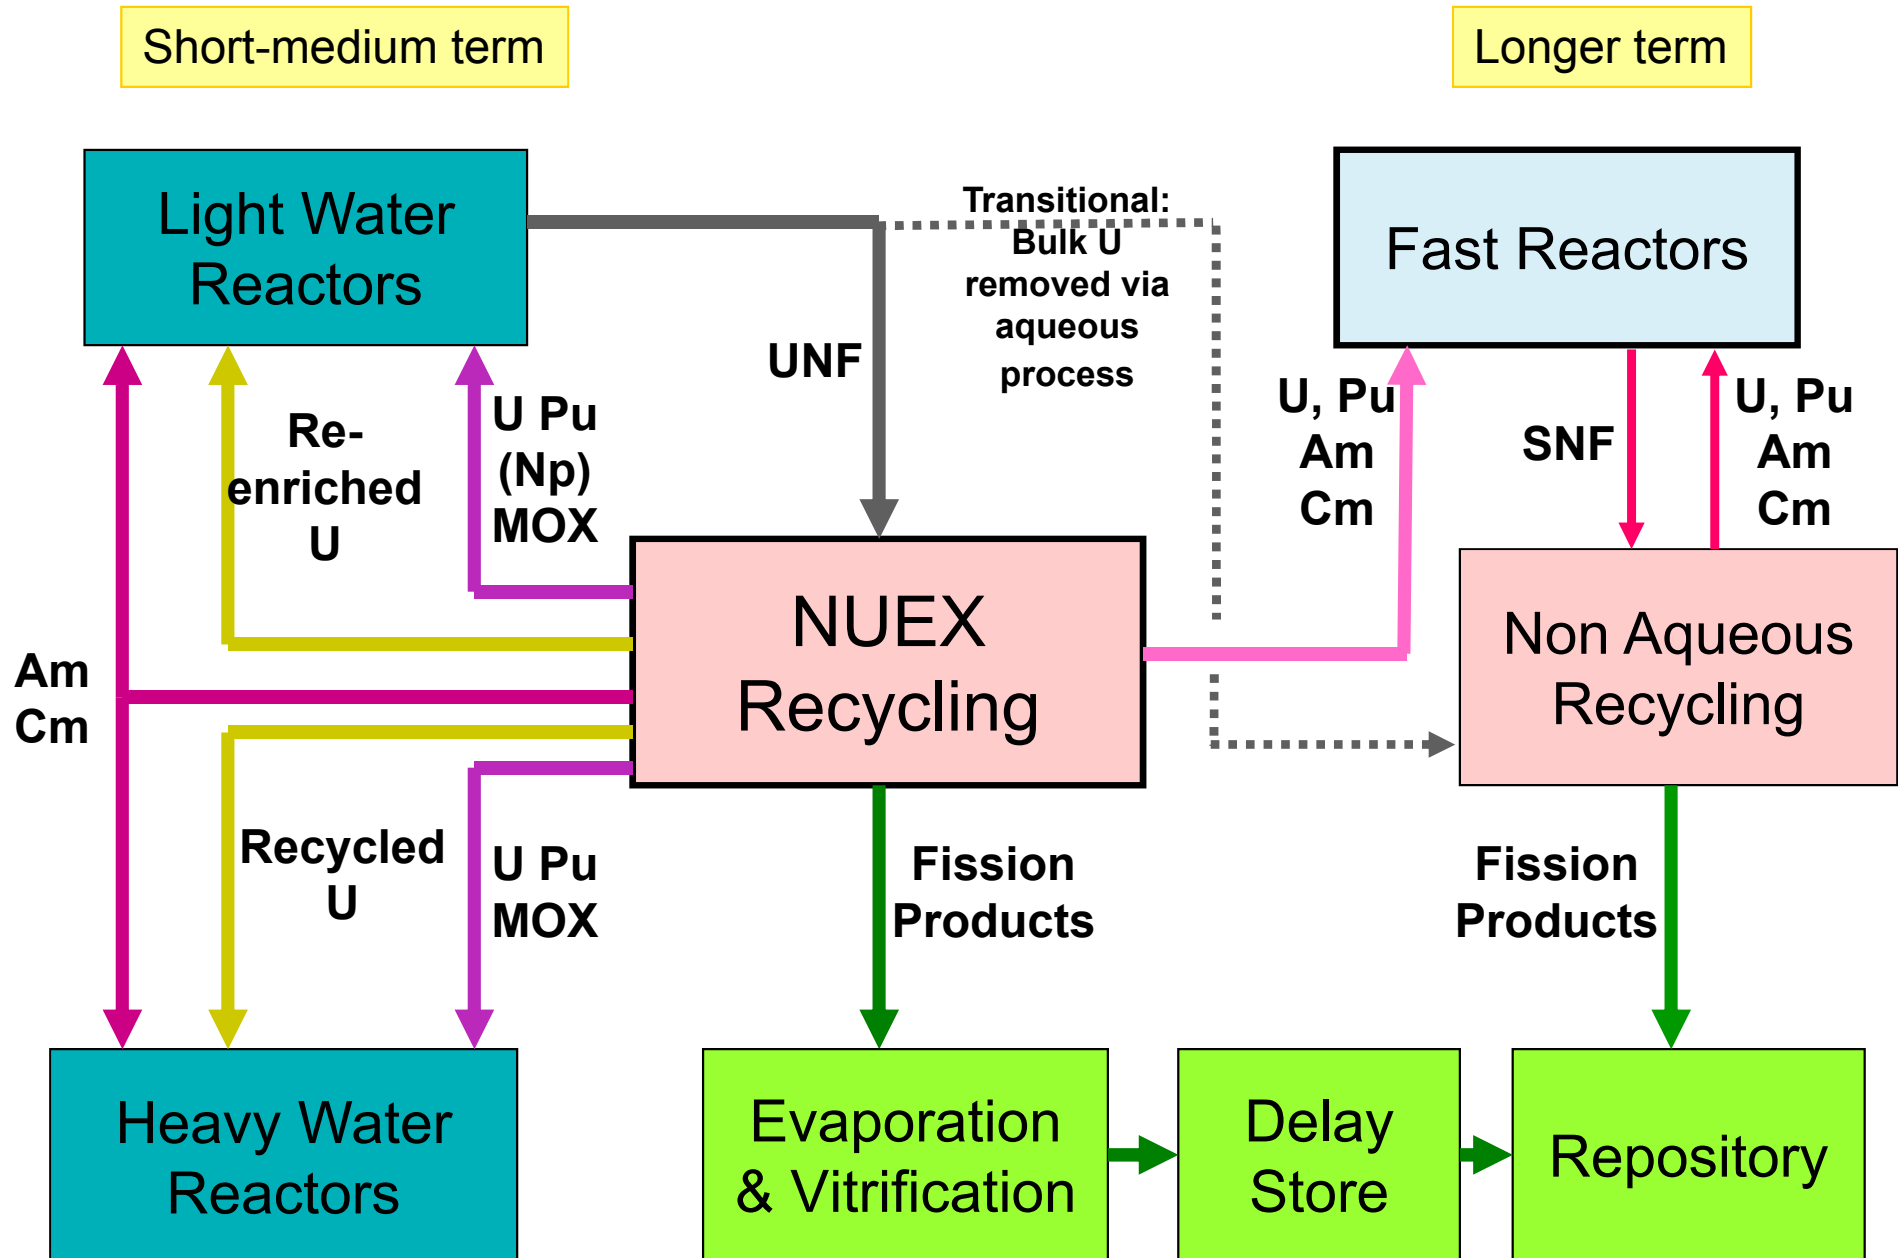 Short-medium term
Longer term
Light Water
Reactors
Transitional:
Bulk U
removed via
aqueous
process
Fast Reactors
UNF
Re-
enriched
U
U Pu
(Np)
MOX
U, Pu
Am
Cm
SNF
U, Pu
Am
Cm
NUEX
Recycling
Non Aqueous
Recycling
Am
Cm
Recycled
U
U Pu
MOX
Fission
Products
Fission
Products
Heavy Water
Reactors
Evaporation
& Vitrification
Delay
Store
Repository